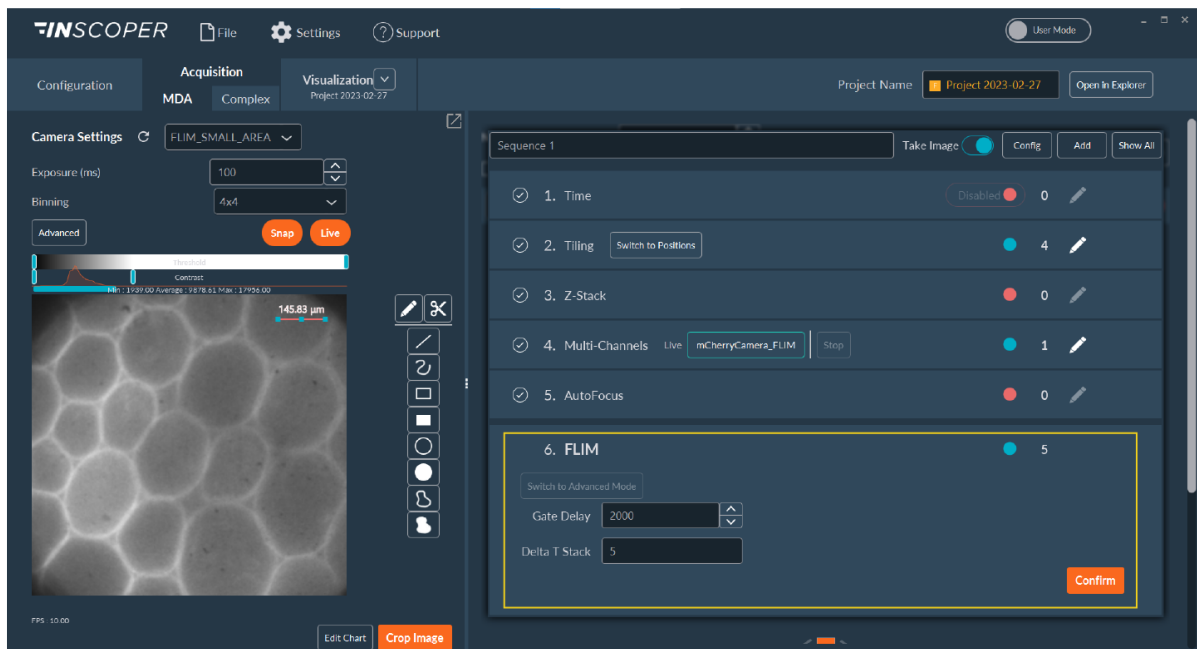 INSCOPER
File
Settings
? Support
User Mode
Configuration
Acquisition
MDA
Complex
Visualization
Project 2023-02-27
Project Name
Project 2023-02-27
Open in Explorer
Camera Settings
FLIM_SMALL_AREA
Exposure (ms)
100
Binning
4x4
Advanced
Snap
Live
Threshold
Contrast
Min : 1939.00 Average : 9878.61 Max : 17956.00
145.83 µm
FPS : 10.00
Edit Chart
Crop Image
Sequence 1
Take Image
Config
Add
Show All
1. Time
Disabled
0
2. Tiling
Switch to Positions
4
3. Z-Stack
0
4. Multi-Channels
Live
mCherryCamera_FLIM
Stop
1
5. AutoFocus
0
6. FLIM
5
Switch to Advanced Mode
Gate Delay
2000
Delta T Stack
5
Confirm